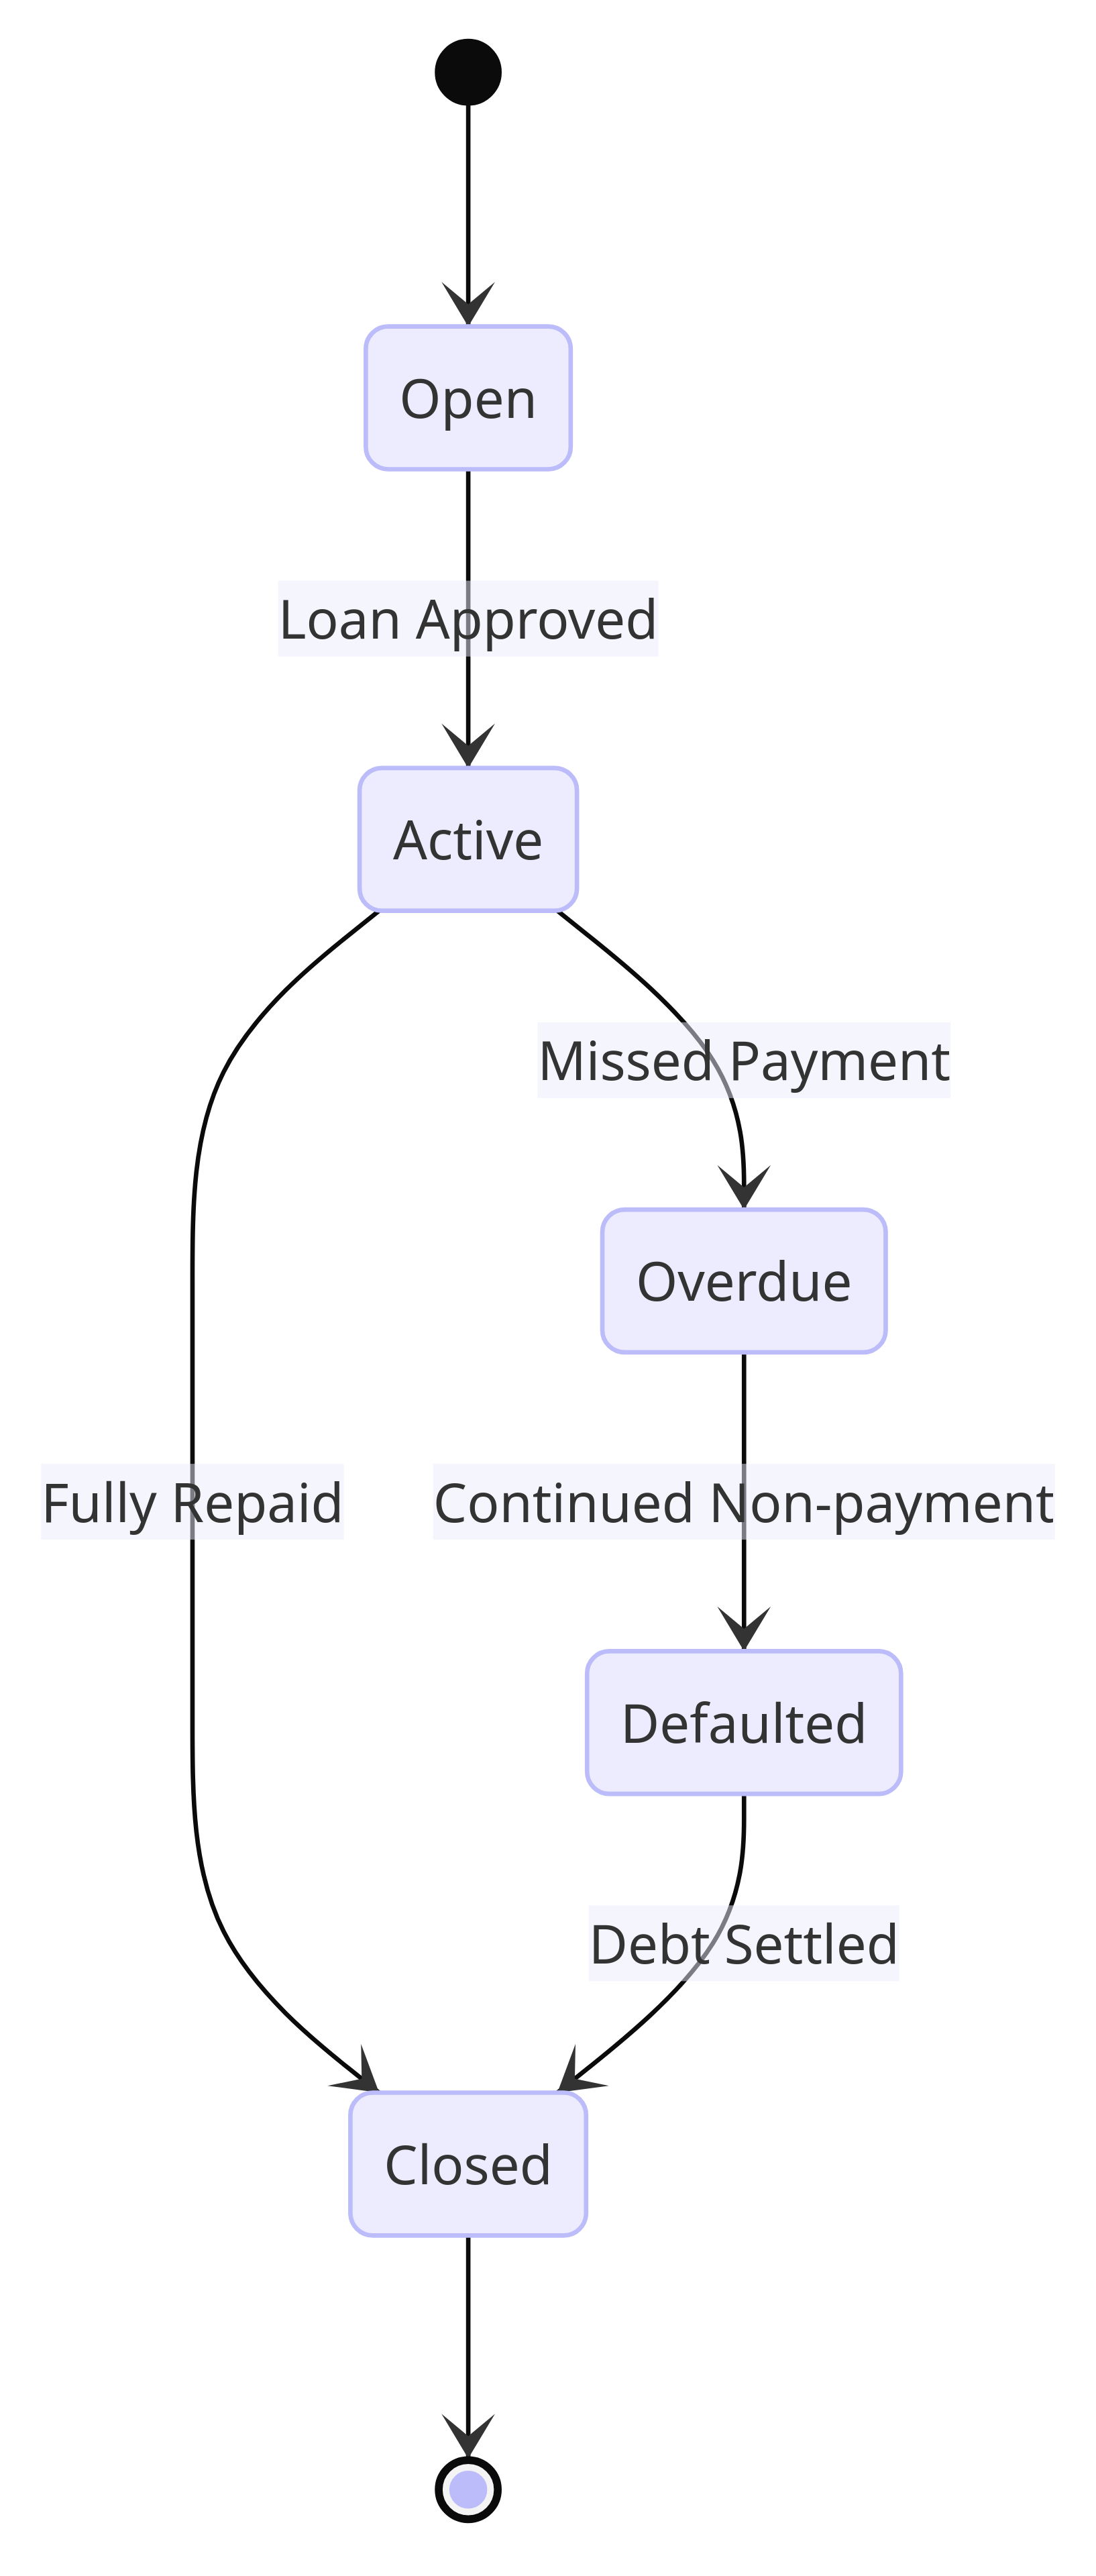 Open
Loan Approved
Active
Missed Payment
Overdue
Fully Repaid
Continued Non-payment
Defaulted
Debt Settled
Closed